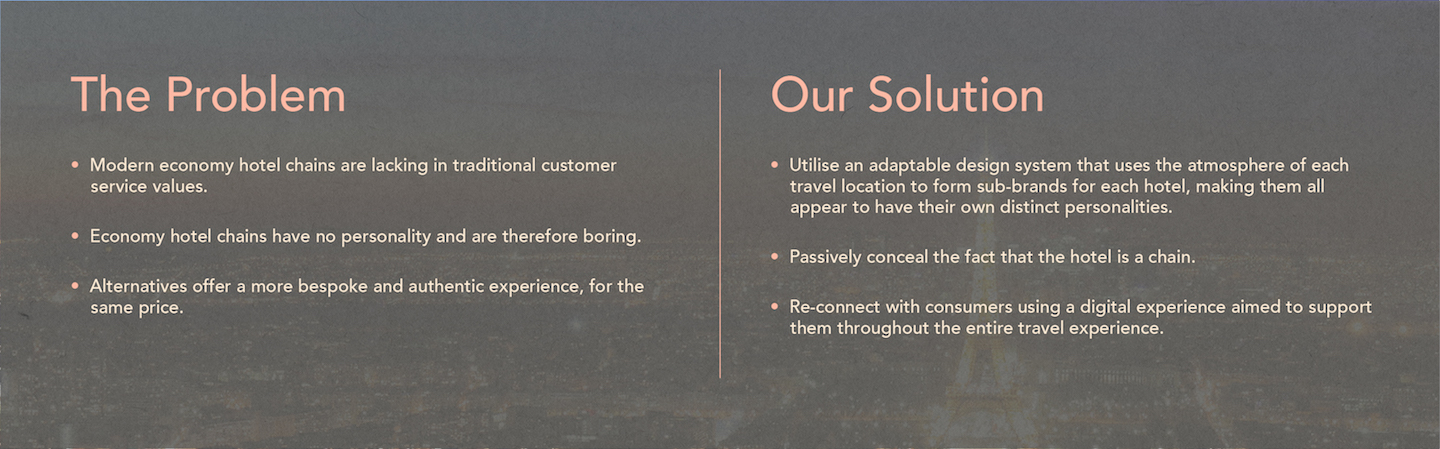 The Problem
• Modern economy hotel chains are lacking in traditional customer
service values.
• Economy hotel chains have no personality and are therefore boring.
• Alternatives offer a more bespoke and authentic experience, for the
same price.
Our Solution
• Utilise an adaptable design system that uses the atmosphere of each
travel location to form sub-brands for each hotel, making them all
appear to have their own distinct personalities.
• Passively conceal the fact that the hotel is a chain.
• Re-connect with consumers using a digital experience aimed to support
them throughout the entire travel experience.